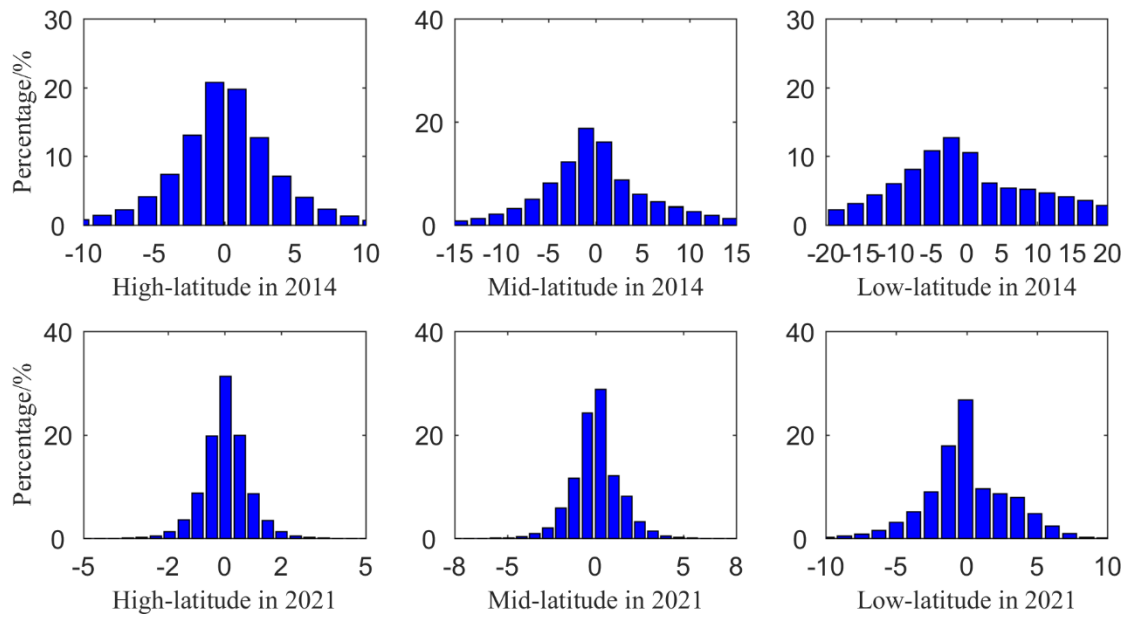 30
20
10
0
Percentage/%
-10 -5 0 5 10
High-latitude in 2014
40
20
0
-15 -10 -5 0 5 10 15
Mid-latitude in 2014
30
20
10
0
-20 -15 -10 -5 0 5 10 15 20
Low-latitude in 2014
40
20
0
Percentage/%
-5 -2 0 2 5
High-latitude in 2021
40
20
0
-8 -5 0 5 8
Mid-latitude in 2021
40
20
0
-10 -5 0 5 10
Low-latitude in 2021